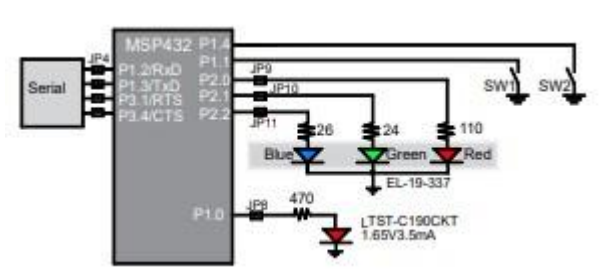 MSP432 P1.4
P1.1
JP4
Serial
P1.2/RxD P2.0
P1.3/TxD P2.1
P3.1/RTS P2.2
P3.4/CTS
JP9
JP10
JP11
SW1 SW2
26 24 110
Blue Green Red
EL-19-337
P1.0 JP8 470
LTST-C190CKT
1.65V3.5mA